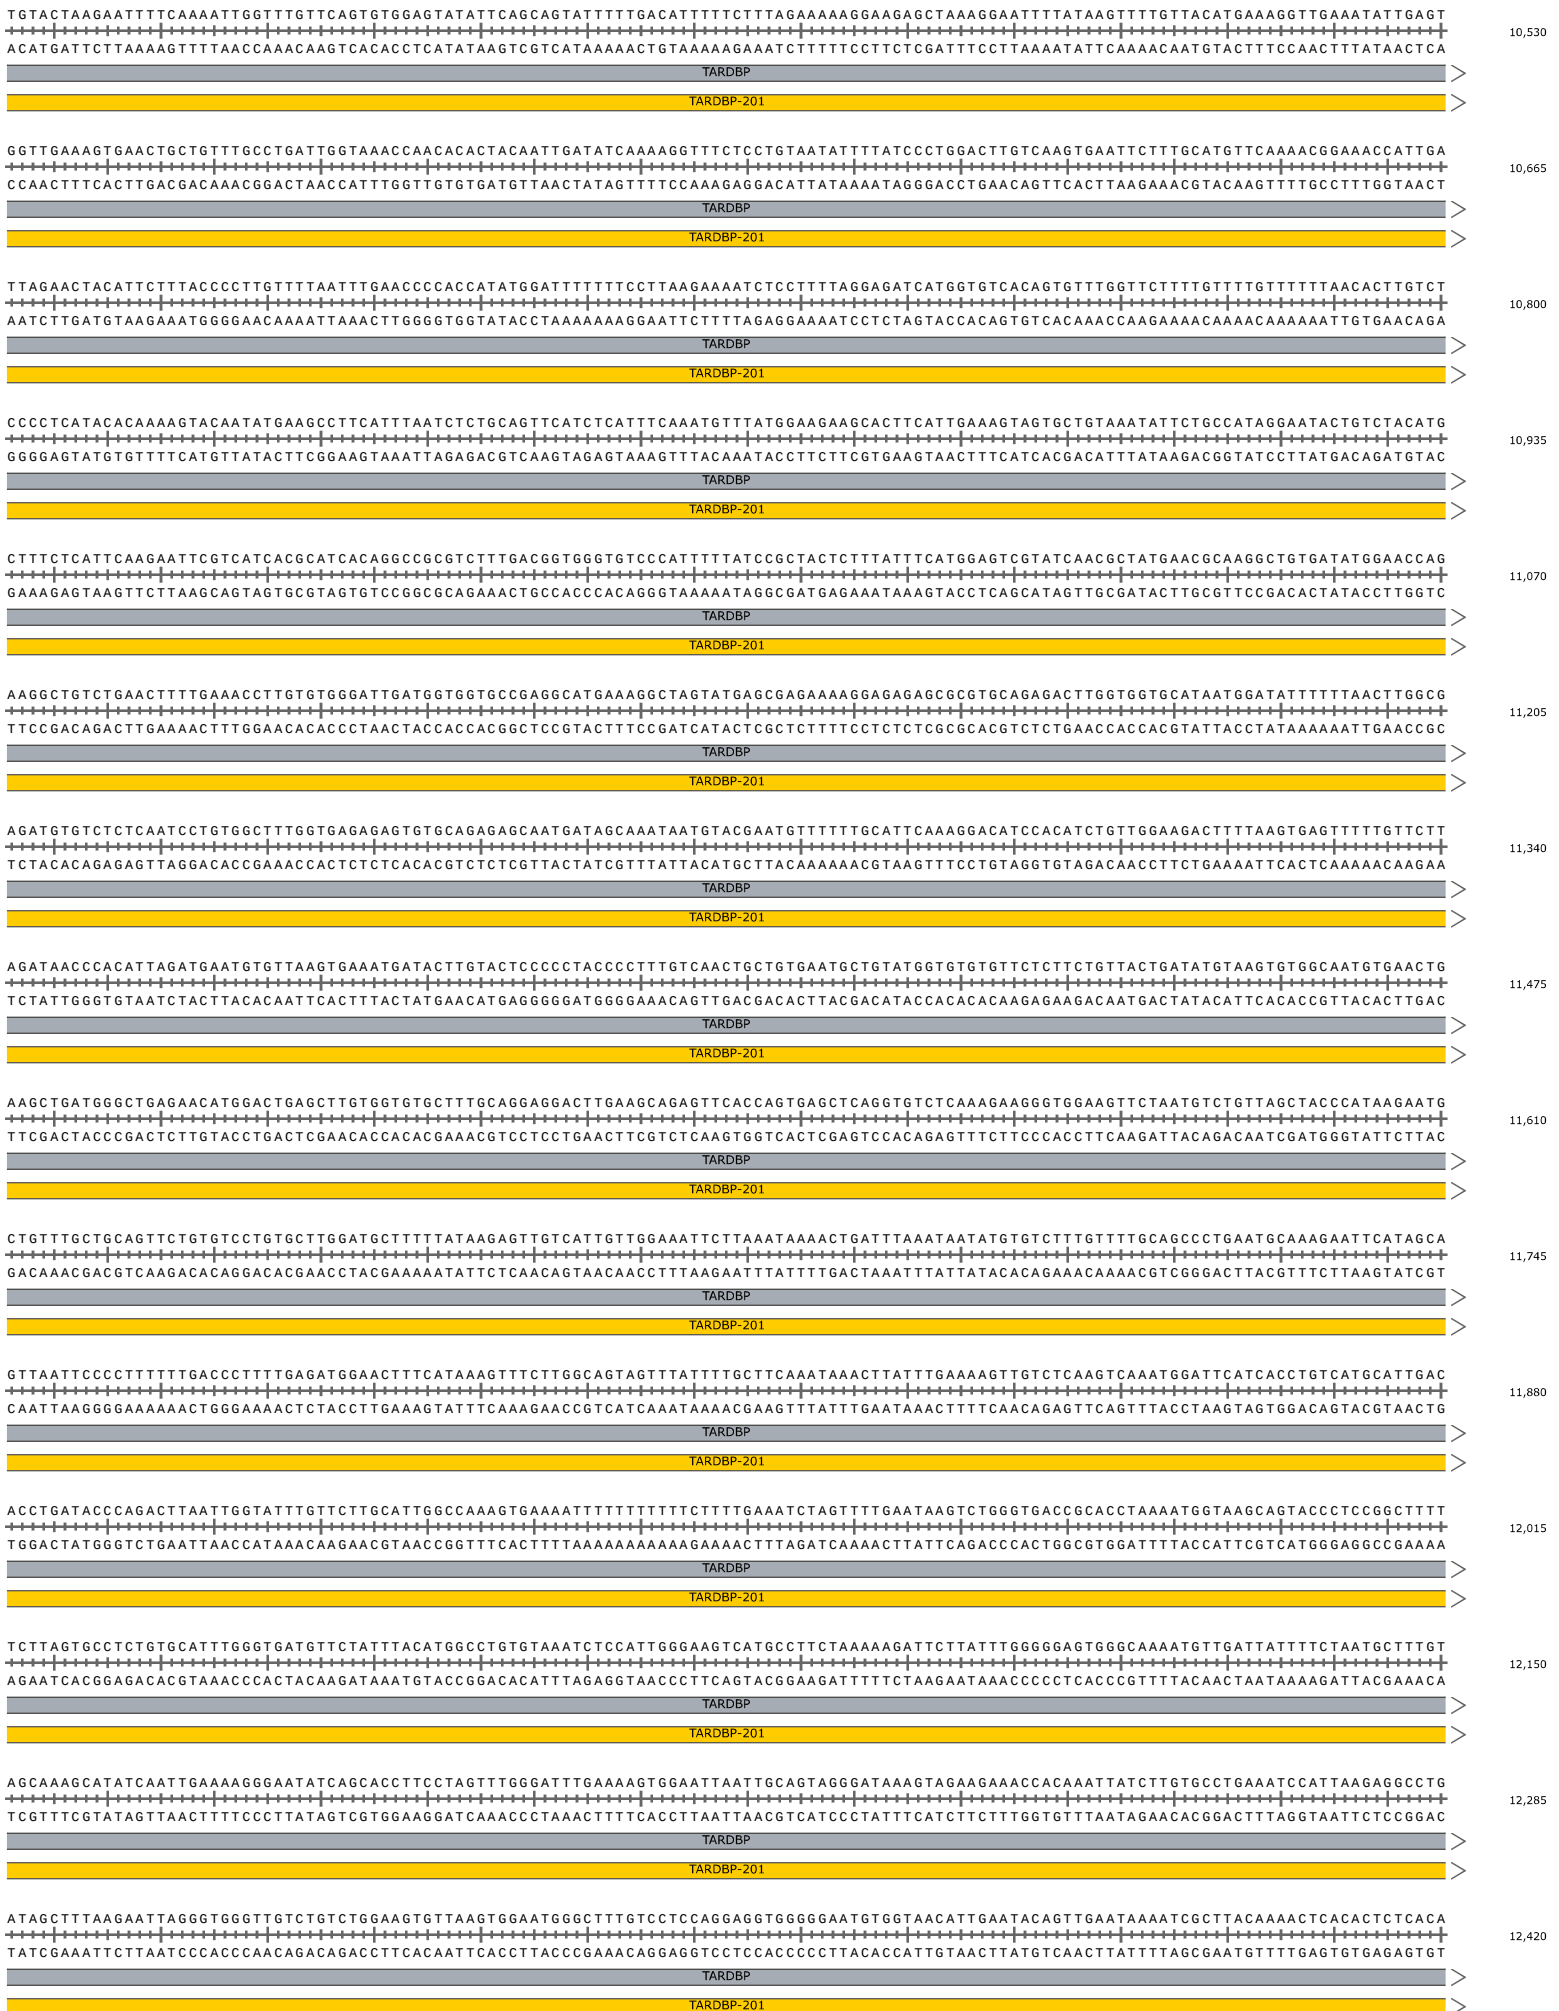 TGTACTAAGAATTTTCAAAATTGGTTTGTTCAGTGTGGAGTATATTCAGCAGTATTTTTGACATTTTTCTTTAGAAAAAGGAAGAGCTAAAGGAATTTTATAAGTTTTGTTACATGAAAGGTTGAAATATTGAGT
10,530
ACATGATTCTTAAAAGTTTTAACCAAACAAGTCACACCTCATATAAGTCGTCATAAAAACTGTAAAAAGAAATCTTTTTCCTTCTCGATTTCCTTAAAATATTCAAAACAATGTACTTTCCAACTTTATAACTCA
TARDBP
TARDBP-201
GGTTGAAAGTGAACTGCTGTTTGCCTGATTGGTAAACCAACACACTACAATTGATATCAAAAGGTTTCTCCTGTAATATTTTATCCCTGGACTTGTCAAGTGAATTCTTTGCATGTTCAAAACGGAAACCATTGA
10,665
CCAACTTTCACTTGACGACAAACGGACTAACCATTTGGTTGTGTGATGTTAACTATAGTTTTCCAAAGAGGACATTATAAAATAGGGACCTGAACAGTTCACTTAAGAAACGTACAAGTTTTGCCTTTGGTAACT
TARDBP
TARDBP-201
TTAGAACTACATTCTTTACCCCTTGTTTTAATTTGAACCCCACCATATGGATTTTTTTCCTTAAGAAAATCTCCTTTTAGGAGATCATGGTGTCACAGTGTTTGGTTCTTTTGTTTTGTTTTTTAACACTTGTCT
10,800
AATCTTGATGTAAGAAATGGGGAACAAAATTAAACTTGGGGTGGTATACCTAAAAAAAGGAATTCTTTTAGAGGAAAATCCTCTAGTACCACAGTGTCACAAACCAAGAAAACAAAACAAAAAATTGTGAACAGA
TARDBP
TARDBP-201
CCCCTCATACACAAAAGTACAATATGAAGCCTTCATTTAATCTCTGCAGTTCATCTCATTTCAAATGTTTATGGAAGAAGCACTTCATTGAAAGTAGTGCTGTAAATATTCTGCCATAGGAATACTGTCTACATG
10,935
GGGGAGTATGTGTTTTCATGTTATACTTCGGAAGTAAATTAGAGACGTCAAGTAGAGTAAAGTTTACAAATACCTTCTTCGTGAAGTAACTTTCATCACGACATTTATAAGACGGTATCCTTATGACAGATGTAC
TARDBP
TARDBP-201
CTTTCTCATTCAAGAATTCGTCATCACGCATCACAGGCCGCGTCTTTGACGGTGGGTGTCCCATTTTTATCCGCTACTCTTTATTTCATGGAGTCGTATCAACGCTATGAACGCAAGGCTGTGATATGGAACCAG
11,070
GAAAGAGTAAGTTCTTAAGCAGTAGTGCGTAGTGTCCGGCGCAGAAACTGCCACCCACAGGGTAAAAATAGGCGATGAGAAATAAAGTACCTCAGCATAGTTGCGATACTTGCGTTCCGACACTATACCTTGGTC
TARDBP
TARDBP-201
AAGGCTGTCTGAACTTTTGAAACCTTGTGTGGGATTGATGGTGGTGCCGAGGCATGAAAGGCTAGTATGAGCGAGAAAAGGAGAGAGCGCGTGCAGAGACTTGGTGGTGCATAATGGATATTTTTTAACTTGGCG
11,205
TTCCGACAGACTTGAAAACTTTGGAACACACCCTAACTACCACCACGGCTCCGTACTTTCCGATCATACTCGCTCTTTTCCTCTCTCGCGCACGTCTCTGAACCACCACGTATTACCTATAAAAAATTGAACCGC
TARDBP
TARDBP-201
AGATGTGTCTCTCAATCCTGTGGCTTTGGTGAGAGAGTGTGCAGAGAGCAATGATAGCAAATAATGTACGAATGTTTTTTGCATTCAAAGGACATCCACATCTGTTGGAAGACTTTTAAGTGAGTTTTTGTTCTT
11,340
TCTACACAGAGAGTTAGGACACCGAAACCACTCTCTCACACGTCTCTCGTTACTATCGTTTATTACATGCTTACAAAAAACGTAAGTTTCCTGTAGGTGTAGACAACCTTCTGAAAATTCACTCAAAAACAAGAA
TARDBP
TARDBP-201
AGATAACCCACATTAGATGAATGTGTTAAGTGAAATGATACTTGTACTCCCCCTACCCCTTTGTCAACTGCTGTGAATGCTGTATGGTGTGTGTTCTCTTCTGTTACTGATATGTAAGTGTGGCAATGTGAACTG
11,475
TCTATTGGGTGTAATCTACTTACACAATTCACTTTACTATGAACATGAGGGGGATGGGGAAACAGTTGACGACACTTACGACATACCACACACAAGAGAAGACAATGACTATACATTCACACCGTTACACTTGAC
TARDBP
TARDBP-201
AAGCTGATGGGCTGAGAACATGGACTGAGCTTGTGGTGTGCTTTGCAGGAGGACTTGAAGCAGAGTTCACCAGTGAGCTCAGGTGTCTCAAAGAAGGGTGGAAGTTCTAATGTCTGTTAGCTACCCATAAGAATG
11,610
TTCGACTACCCGACTCTTGTACCTGACTCGAACACCACACGAAACGTCCTCCTGAACTTCGTCTCAAGTGGTCACTCGAGTCCACAGAGTTTCTTCCCACCTTCAAGATTACAGACAATCGATGGGTATTCTTAC
TARDBP
TARDBP-201
CTGTTTGCTGCAGTTCTGTGTCCTGTGCTTGGATGCTTTTTATAAGAGTTGTCATTGTTGGAAATTCTTAAATAAAACTGATTTAAATAATATGTGTCTTTGTTTTGCAGCCCTGAATGCAAAGAATTCATAGCA
11,745
GACAAACGACGTCAAGACACAGGACACGAACCTACGAAAAATATTCTCAACAGTAACAACCTTTAAGAATTTATTTTGACTAAATTTATTATACACAGAAACAAAACGTCGGGACTTACGTTTCTTAAGTATCGT
TARDBP
TARDBP-201
GTTAATTCCCCTTTTTTGACCCTTTTGAGATGGAACTTTCATAAAGTTTCTTGGCAGTAGTTTATTTTGCTTCAAATAAACTTATTTGAAAAGTTGTCTCAAGTCAAATGGATTCATCACCTGTCATGCATTGAC
11,880
CAATTAAGGGGAAAAAACTGGGAAAACTCTACCTTGAAAGTATTTCAAAGAACCGTCATCAAATAAAACGAAGTTTATTTGAATAAACTTTTCAACAGAGTTCAGTTTACCTAAGTAGTGGACAGTACGTAACTG
TARDBP
TARDBP-201
ACCTGATACCCAGACTTAATTGGTATTTGTTCTTGCATTGGCCAAAGTGAAAATTTTTTTTTTTTCTTTTGAAATCTAGTTTTGAATAAGTCTGGGTGACCGCACCTAAAATGGTAAGCAGTACCCTCCGGCTTTT
12,015
TGGACTATGGGTCTGAATTAACCATAAACAAGAACGTAACCGGTTTCACTTTTAAAAAAAAAAAAGAAAACTTTAGATCAAAACTTATTCAGACCCACTGGCGTGGATTTTACCATTCGTCATGGGAGGCCGAAAA
TARDBP
TARDBP-201
TCTTAGTGCCTCTGTGCATTTGGGTGATGTTCTATTTACATGGCCTGTGTAAATCTCCATTGGGAAGTCATGCCTTCTAAAAAGATTCTTATTTGGGGGAGTGGGCAAAATGTTGATTATTTTCTAATGCTTTGT
12,150
AGAATCACGGAGACACGTAAACCCACTACAAGATAAATGTACCGGACACATTTAGAGGTAACCCTTCAGTACGGAAGATTTTTCTAAGAATAAACCCCCTCACCCGTTTTACAACTAATAAAAGATTACGAAACA
TARDBP
TARDBP-201
AGCAAAGCATATCAATTGAAAAGGGAATATCAGCACCTTCCTAGTTTGGGATTTGAAAAGTGGAATTAATTGCAGTAGGGATAAAGTAGAAGAAACCACAAATTATCTTGTGCCTGAAATCCATTAAGAGGCCTG
12,285
TCGTTTCGTATAGTTAACTTTTCCCTTATAGTCGTGGAAGGATCAAACCCTAAACTTTTCACCTTAATTAACGTCATCCCTATTTCATCTTCTTTGGTGTTTAATAGAACACGGACTTTAGGTAATTCTCCGGAC
TARDBP
TARDBP-201
ATAGCTTTAAGAATTAGGGTGGGTTGTCTGTCTGGAAGTGTTAAGTGGAATGGGCTTTGTCCTCCAGGAGGTGGGGGAATGTGGTAACATTGAATACAGTTGAATAAAATCGCTTACAAAACTCACACTCTCACA
12,420
TATCGAAATTCTTAATCCCACCCAACAGACAGACCTTCACAATTCACCTTACCCGAAACAGGAGGTCCTCCACCCCCTTACACCATTGTAACTTATGTCAACTTATTTTAGCGAATGTTTTGAGTGTGAGAGTGT
TARDBP
TARDBP-201